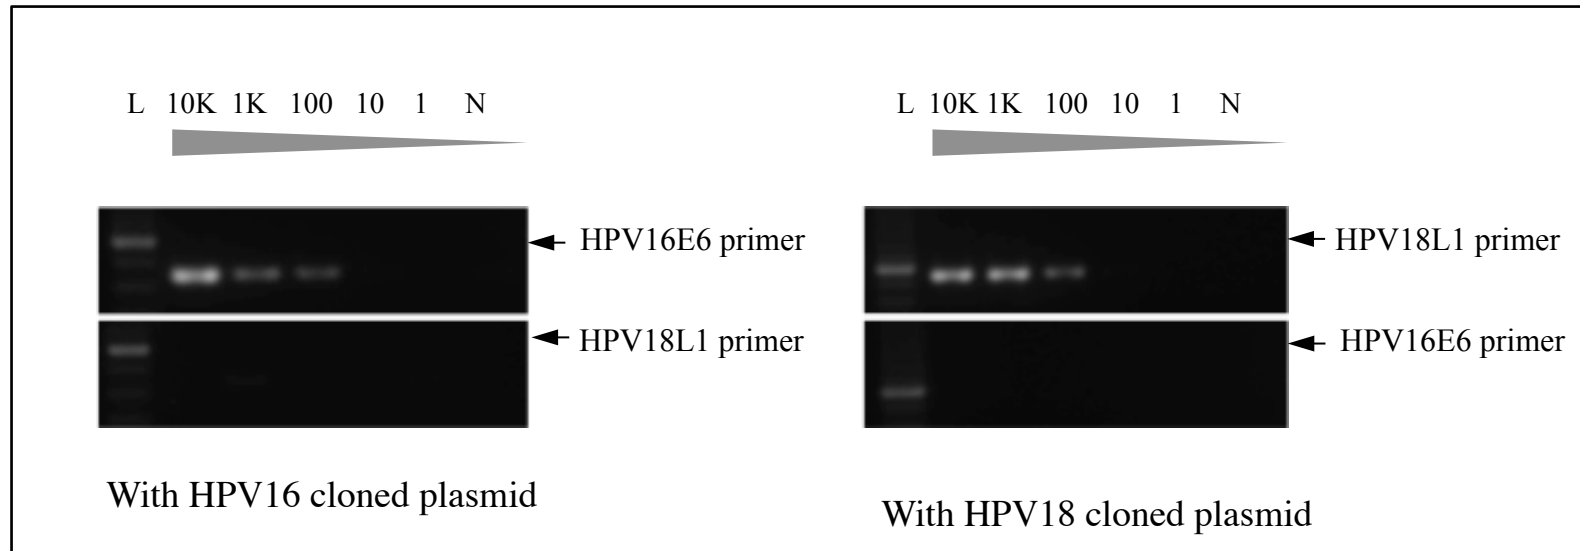 L 10K 1K 100 10 1 N
L 10K 1K 100 10 1 N
HPV16E6 primer
HPV18L1 primer
HPV18L1 primer
HPV16E6 primer
With HPV16 cloned plasmid
With HPV18 cloned plasmid